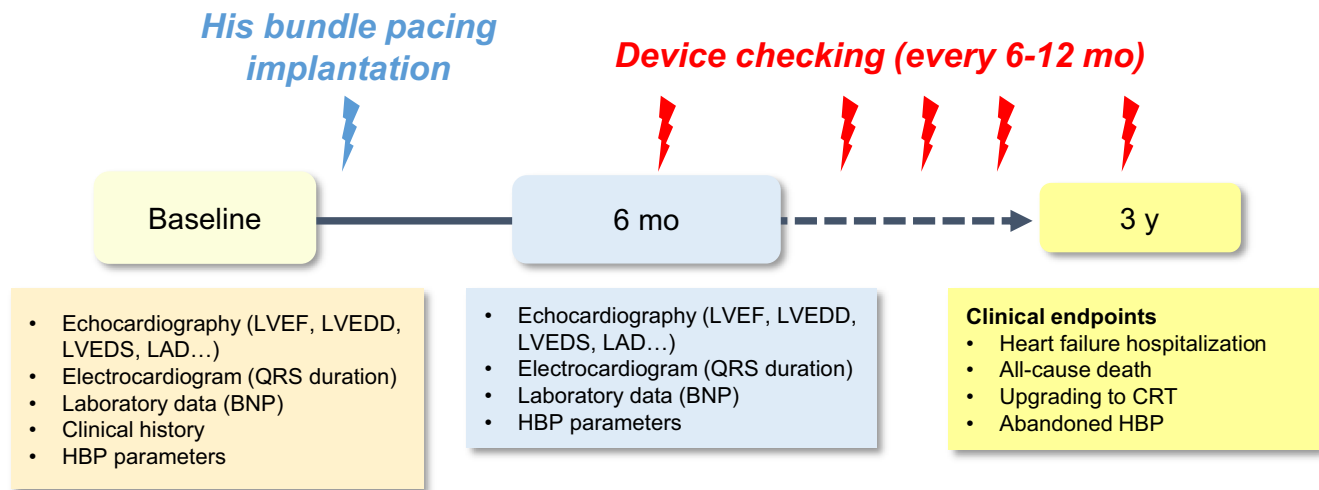 His bundle pacing
implantation
Device checking (every 6-12 mo)
Baseline
6 mo
3 y
• Echocardiography (LVEF, LVEDD,
LVEDS, LAD…)
• Electrocardiogram (QRS duration)
• Laboratory data (BNP)
• Clinical history
• HBP parameters
• Echocardiography (LVEF, LVEDD,
LVEDS, LAD…)
• Electrocardiogram (QRS duration)
• Laboratory data (BNP)
• HBP parameters
Clinical endpoints
• Heart failure hospitalization
• All-cause death
• Upgrading to CRT
• Abandoned HBP